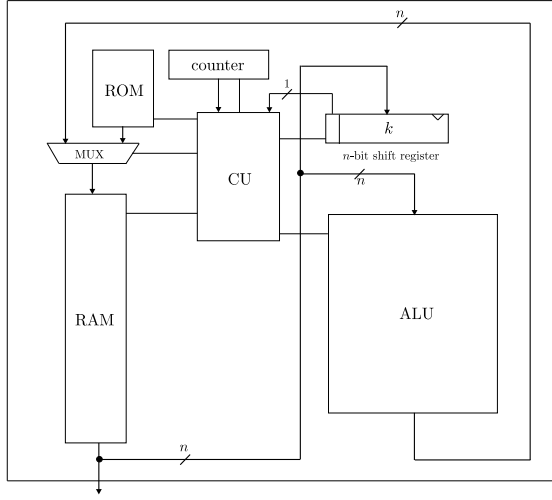 n
counter
ROM
1
k
MUX
n-bit shift register
CU
n
RAM
ALU
n